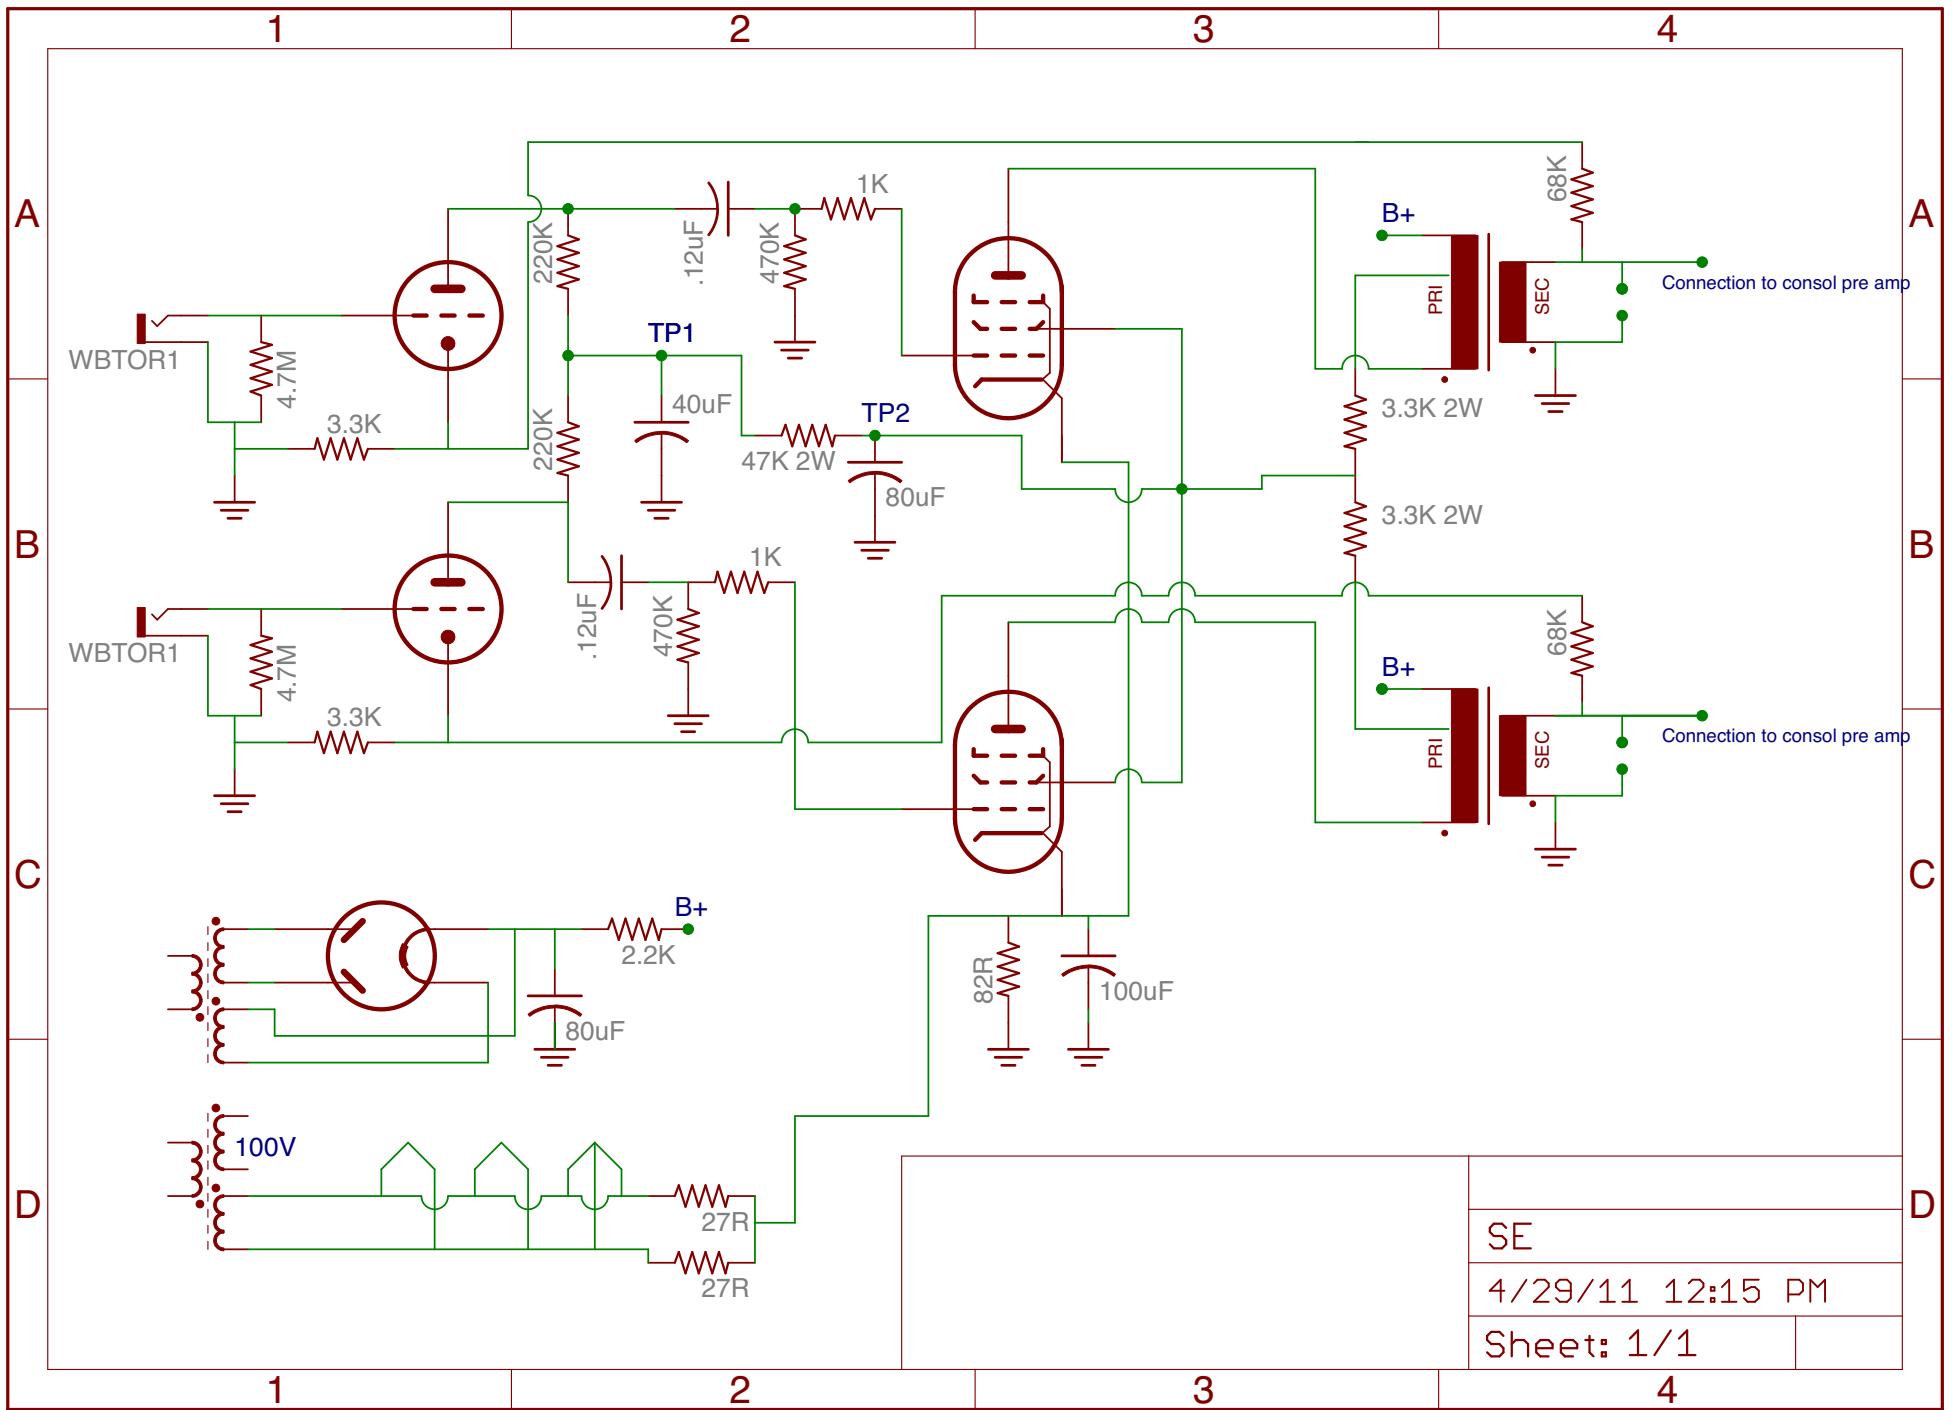 1 2 3 4
A A
B B
C C
D D
1K
68K
B+
220K
.12uF
470K
Connection to consol pre amp
PRI
SEC
TP1
WBTOR1
4.7M
40uF
TP2
3.3K 2W
3.3K
220K
47K 2W
80uF
3.3K 2W
1K
.12uF
470K
68K
WBTOR1
4.7M
B+
3.3K
Connection to consol pre amp
PRI
SEC
B+
2.2K
82R
100uF
80uF
100V
27R
27R
SE
4/29/11 12:15 PM
Sheet: 1/1
1 2 3 4